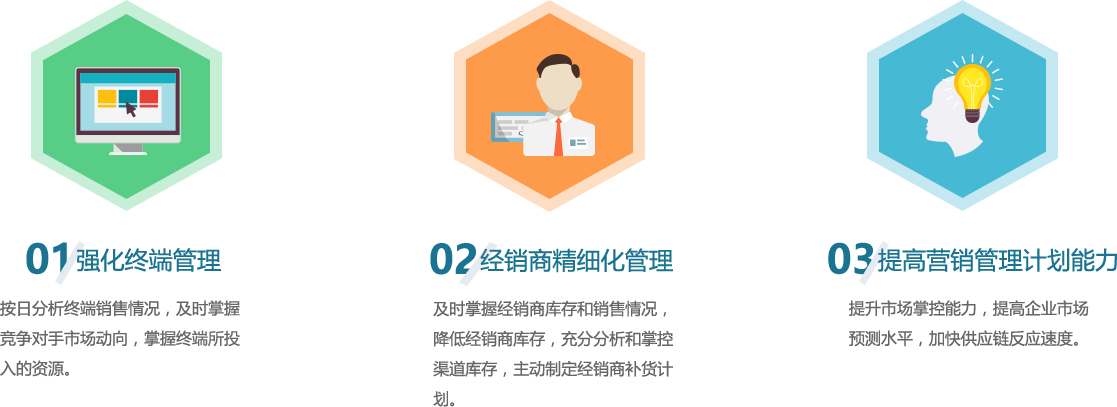 01 强化终端管理
按日分析终端销售情况，及时掌握
竞争对手市场动向，掌握终端所投
入的资源。
02 经销商精细化管理
及时掌握经销商库存和销售情况，
降低经销商库存，充分分析和掌控
渠道库存，主动制定经销商补货计
划。
03 提高营销管理计划能力
提升市场掌控能力，提高企业市场
预测水平，加快供应链反应速度。